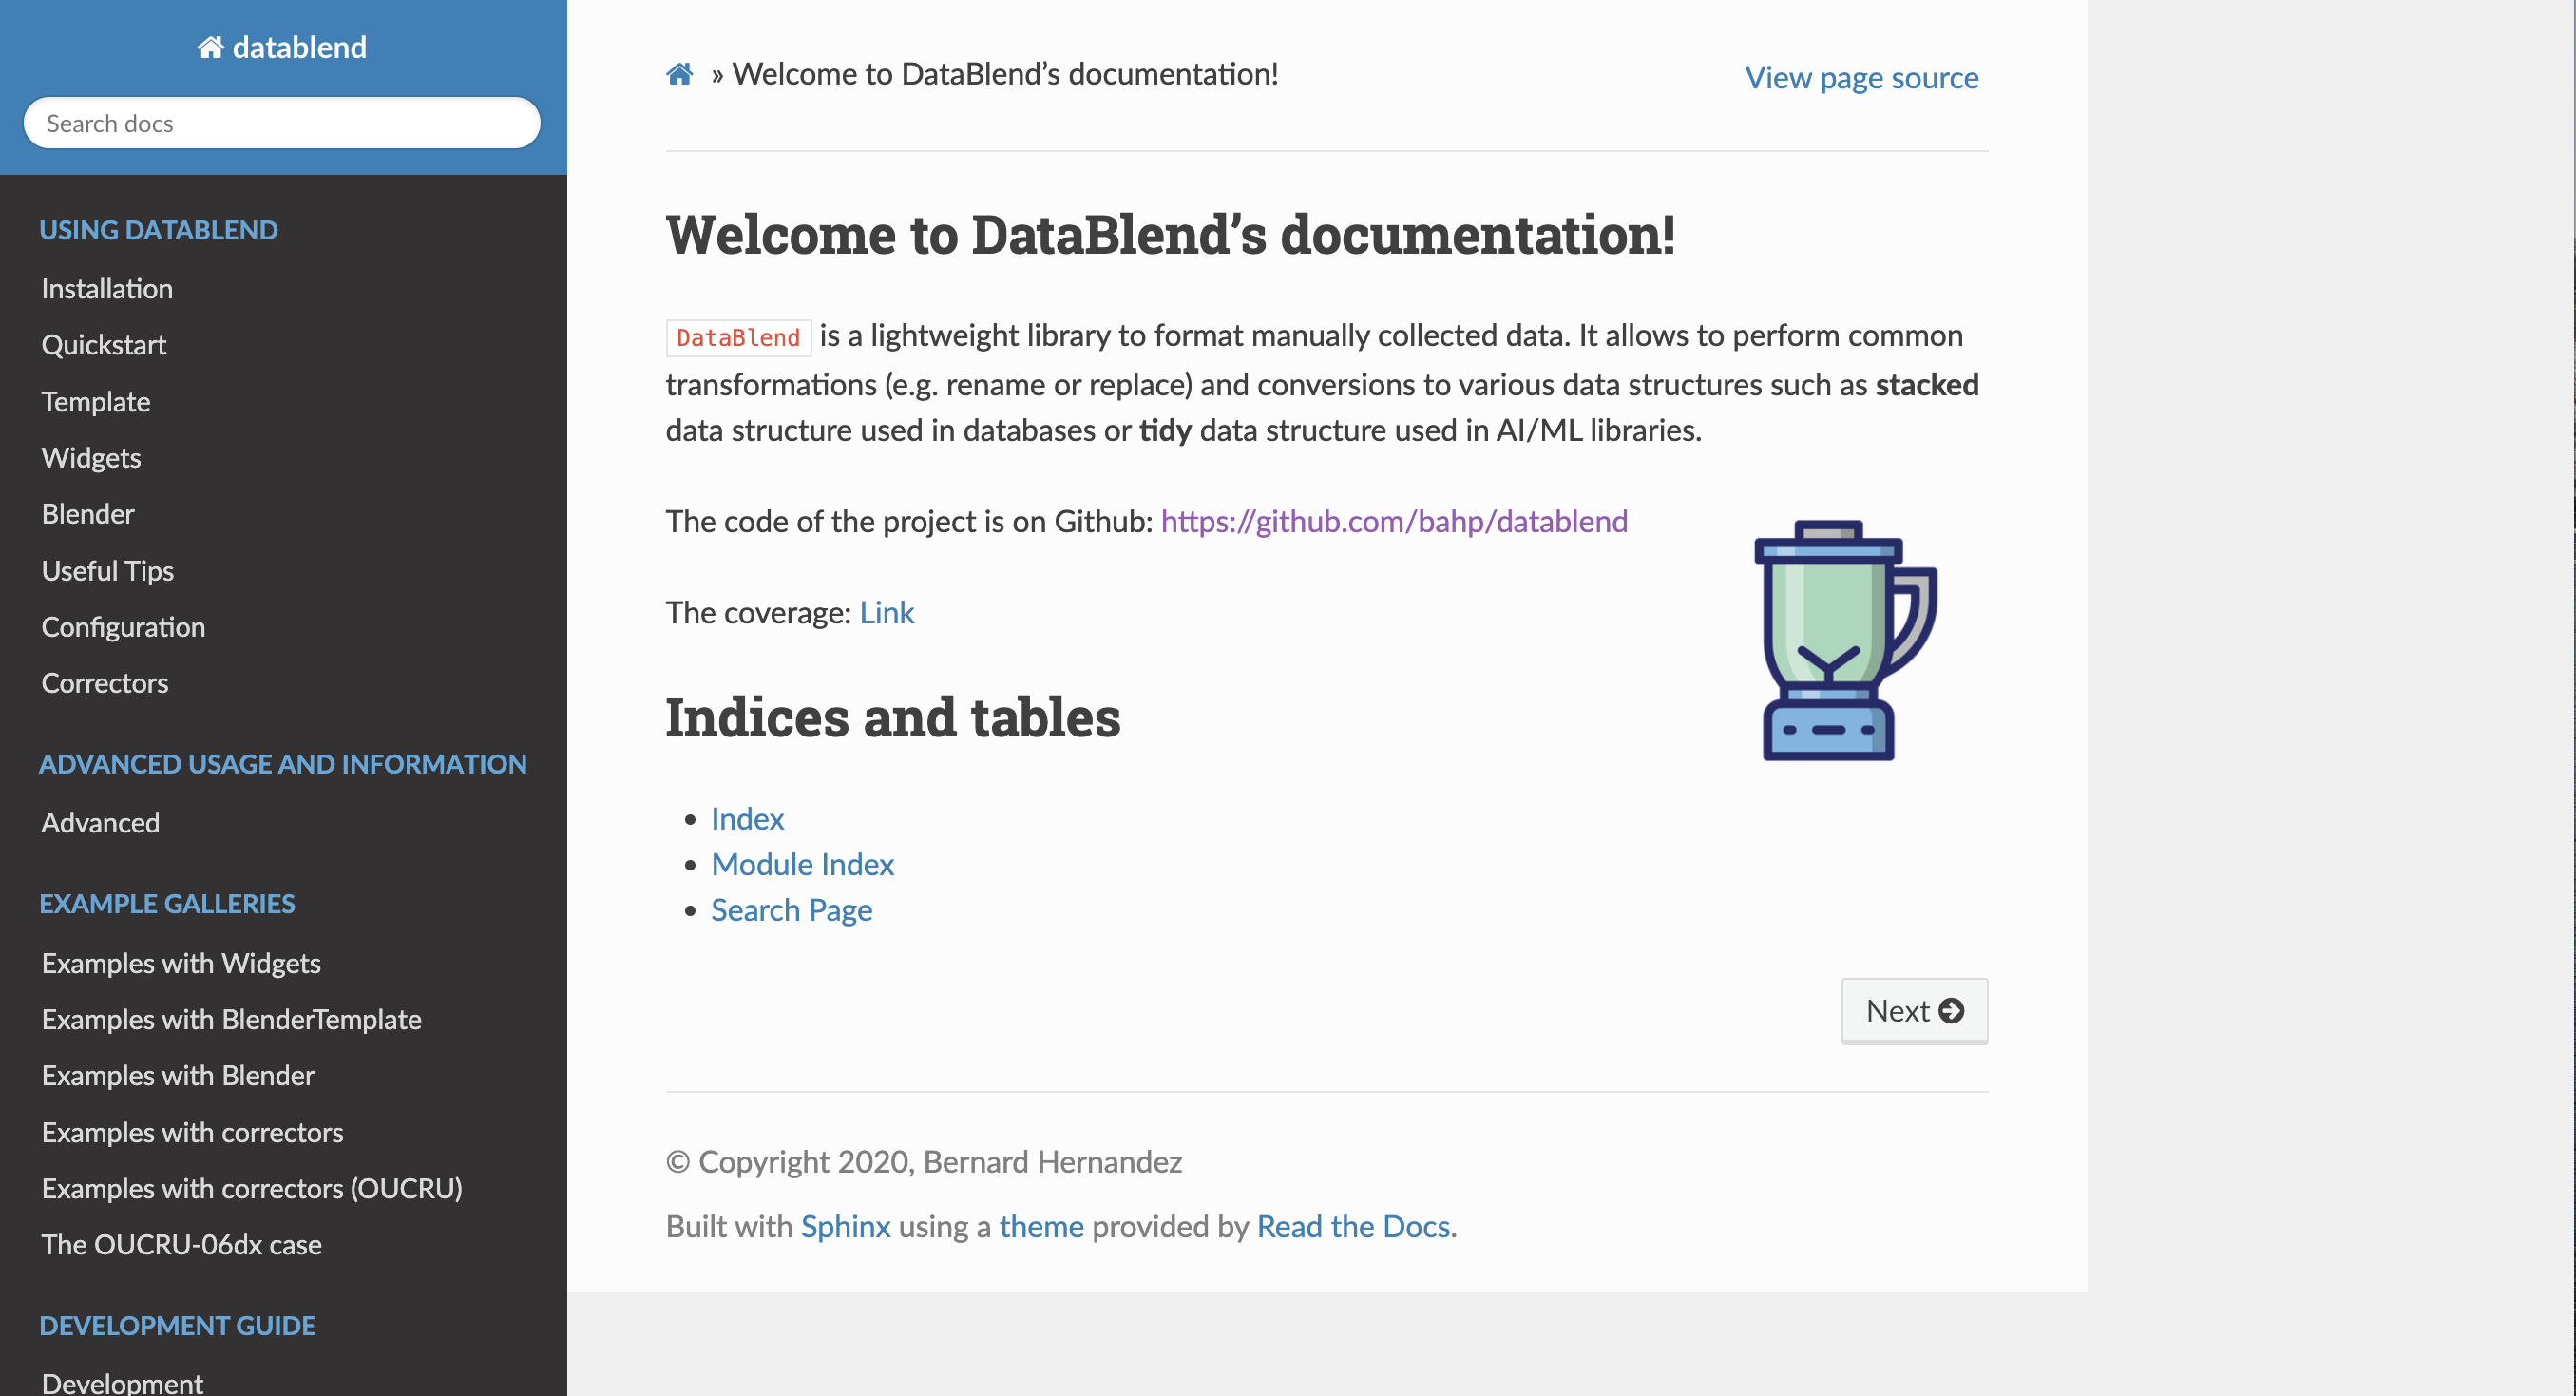 datablend
Search docs
USING DATABLEND
Installation
Quickstart
Template
Widgets
Blender
Useful Tips
Configuration
Correctors
ADVANCED USAGE AND INFORMATION
Advanced
EXAMPLE GALLERIES
Examples with Widgets
Examples with BlenderTemplate
Examples with Blender
Examples with correctors
Examples with correctors (OUCRU)
The OUCRU-06dx case
DEVELOPMENT GUIDE
Development
» Welcome to DataBlend’s documentation!
View page source
Welcome to DataBlend’s documentation!
DataBlend is a lightweight library to format manually collected data. It allows to perform common
transformations (e.g. rename or replace) and conversions to various data structures such as stacked
data structure used in databases or tidy data structure used in AI/ML libraries.
The code of the project is on Github: https://github.com/bahp/datablend
The coverage: Link
Indices and tables
• Index
• Module Index
• Search Page
Next
© Copyright 2020, Bernard Hernandez
Built with Sphinx using a theme provided by Read the Docs.